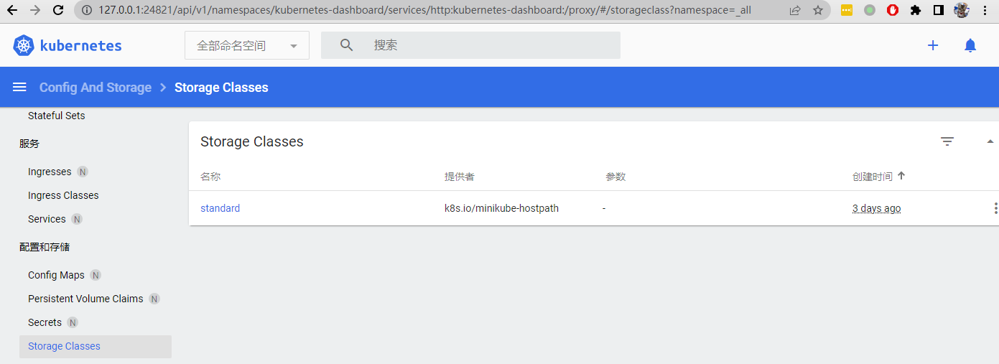 127.0.0.1:24821/api/v1/namespaces/kubernetes-dashboard/services/http:kubernetes-dashboard:/proxy/#/storageclass?namespace=_all
kubernetes
全部命名空间
搜索
Config And Storage
Storage Classes
Stateful Sets
服务
Ingresses N
Ingress Classes
Services N
配置和存储
Config Maps N
Persistent Volume Claims N
Secrets N
Storage Classes
Storage Classes
名称 提供者 参数 创建时间
standard k8s.io/minikube-hostpath - 3 days ago